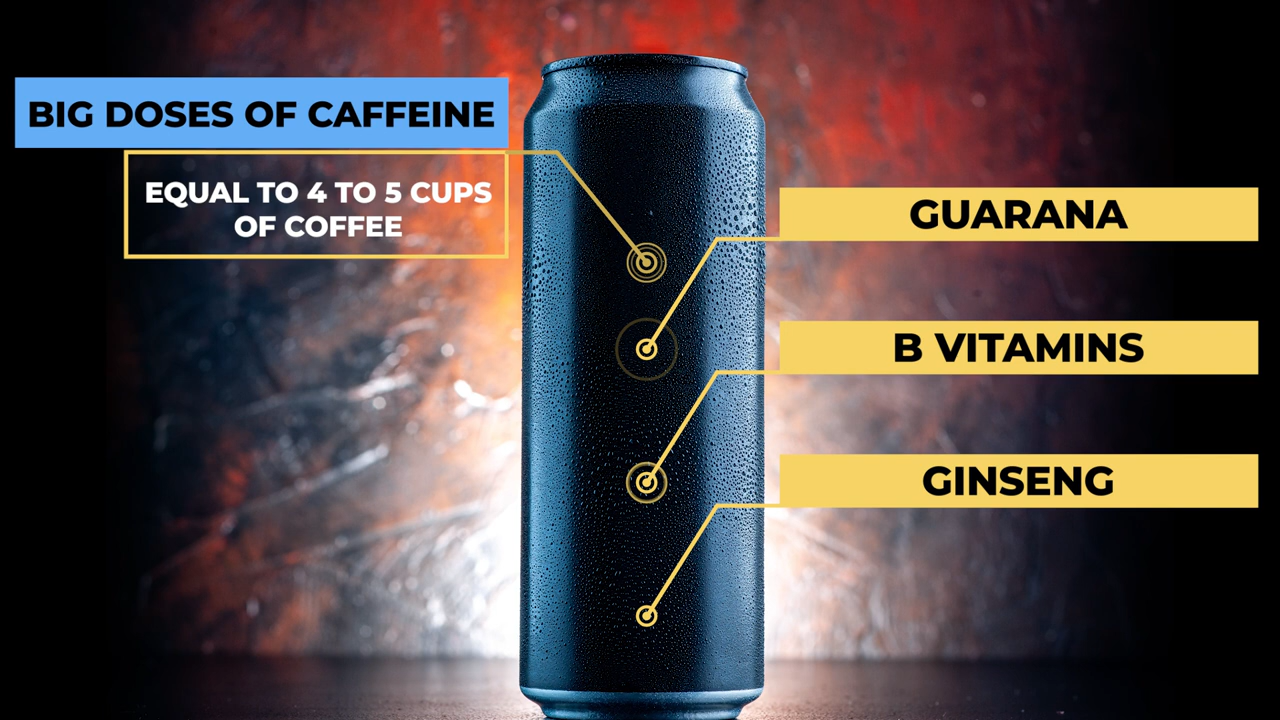 BIG DOSES OF CAFFEINE
EQUAL TO 4 TO 5 CUPS
OF COFFEE
GUARANA
B VITAMINS
GINSENG